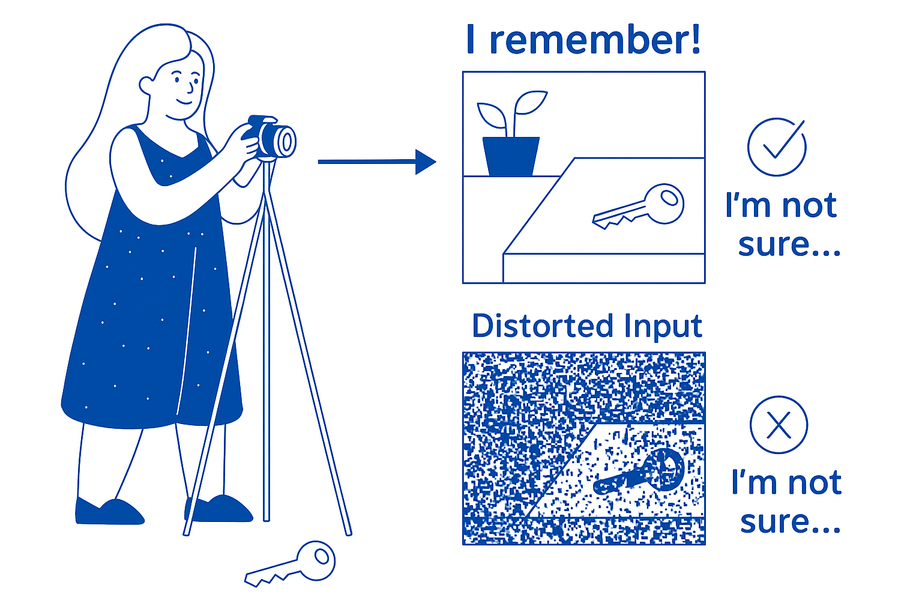 I remember!
I'm not
sure...
Distorted Input
I'm not
sure...